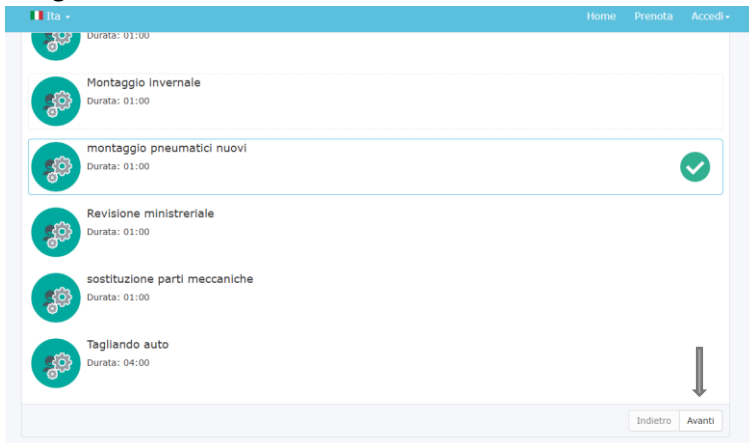 Ita
Home Prenota Accedi
Durata: 01:00
Montaggio invernale
Durata: 01:00
montaggio pneumatici nuovi
Durata: 01:00
Revisione ministreriale
Durata: 01:00
sostituzione parti meccaniche
Durata: 01:00
Tagliando auto
Durata: 04:00
Indietro Avanti